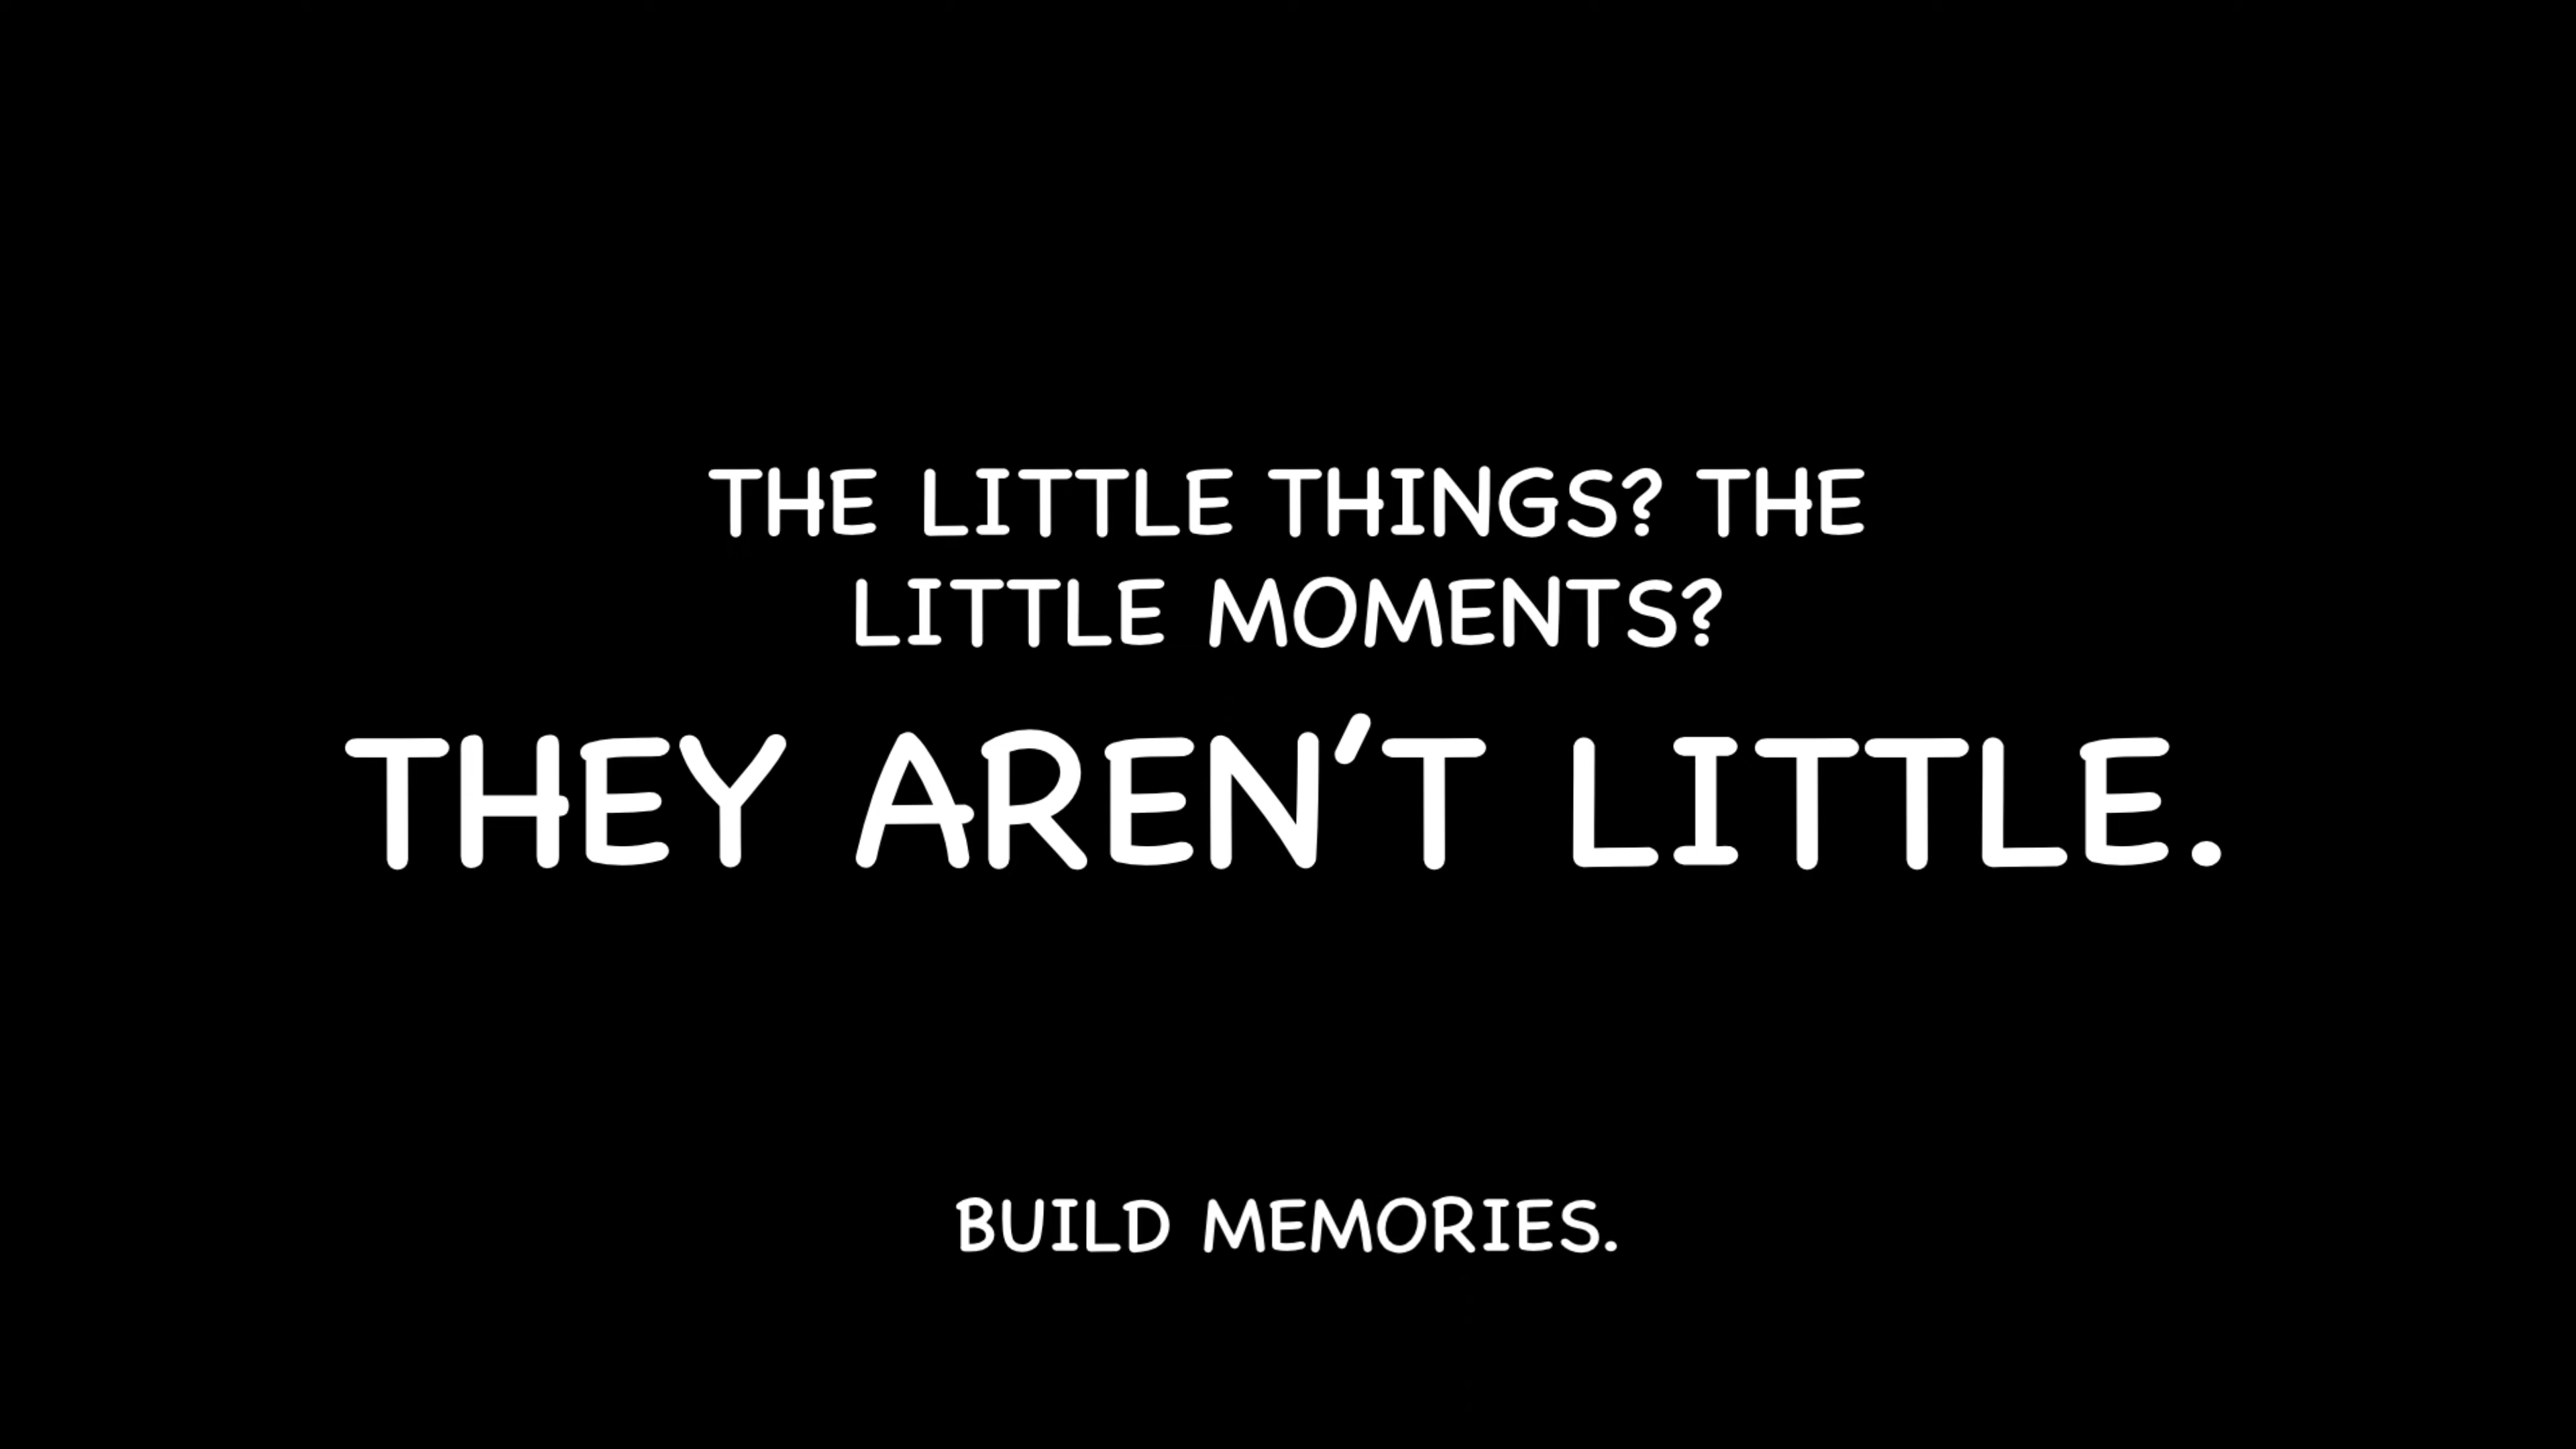 THE LITTLE THINGS? THE
LITTLE MOMENTS?
THEY AREN'T LITTLE.
BUILD MEMORIES.